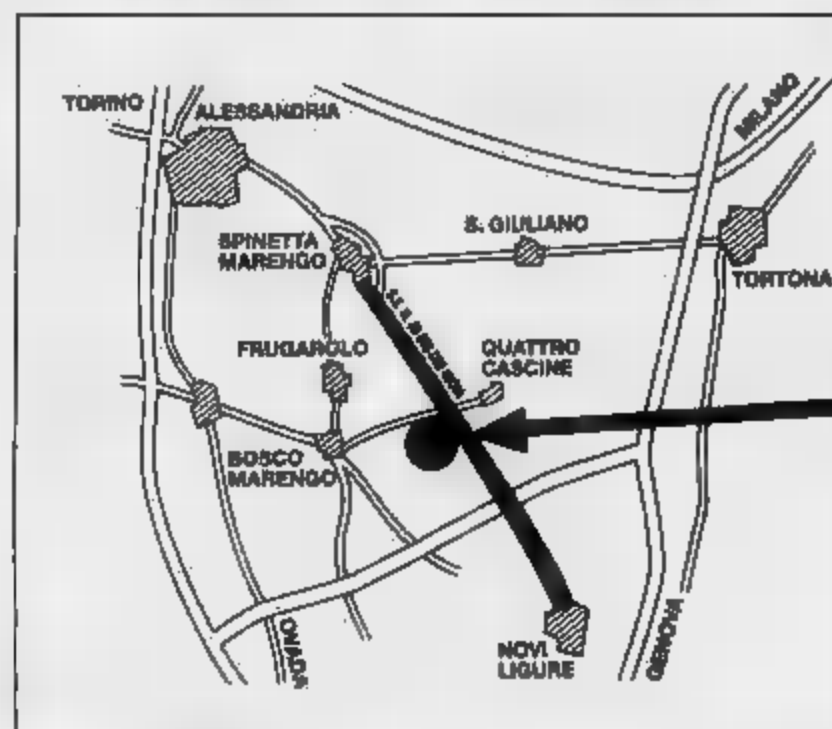 TORINO
ALESSANDRIA
MILANO
SPINETTA
MARENGO
S. GIULIANO
TORTONA
FRUGAROLO
QUATTRO
CASCINE
BOSCO
MARENGO
OVADA
NOVI
LIGURE
GENOVA